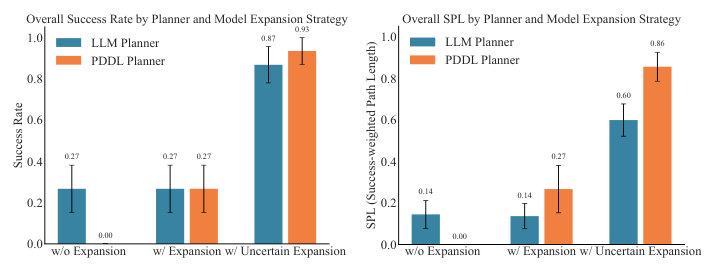 Overall Success Rate by Planner and Model Expansion Strategy
LLM Planner
PDDL Planner
Success Rate
1.0
0.8
0.6
0.4
0.2
0.0
0.27
0.00
0.27
0.27
0.87
0.93
w/o Expansion
w/ Expansion
w/ Uncertain Expansion
Overall SPL by Planner and Model Expansion Strategy
LLM Planner
PDDL Planner
SPL (Success-weighted Path Length)
1.0
0.8
0.6
0.4
0.2
0.0
0.14
0.00
0.14
0.27
0.60
0.86
w/o Expansion
w/ Expansion
w/ Uncertain Expansion